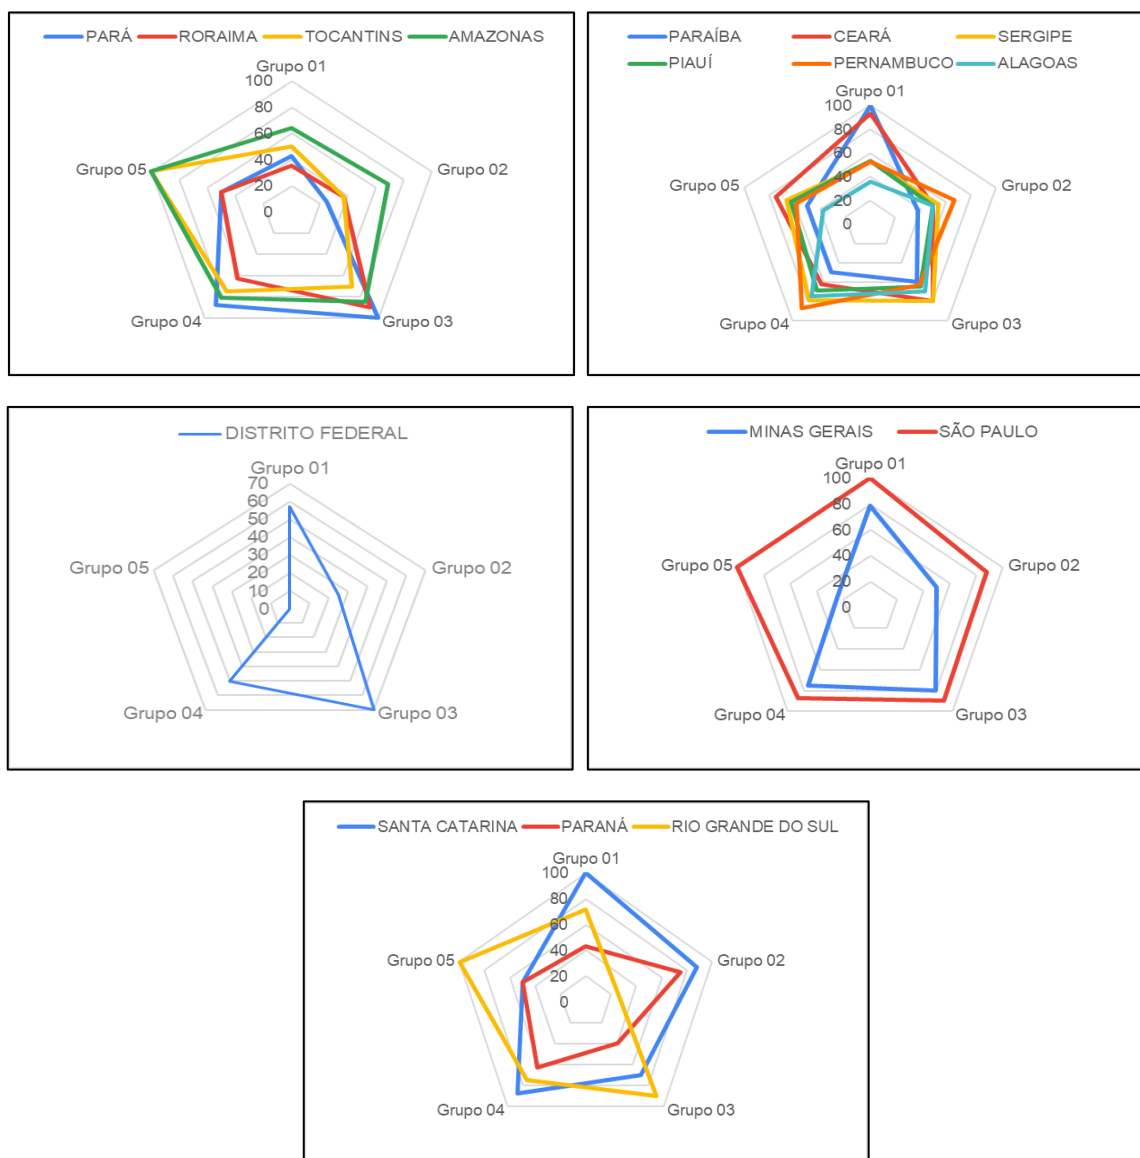 PARÁ RORAIMA TOCANTINS AMAZONAS
Grupo 01
100
80
60
40
20
0
Grupo 05
Grupo 02
Grupo 04
Grupo 03
PARAÍBA CEARÁ SERGIPE
PIAUÍ PERNAMBUCO ALAGOAS
Grupo 01
100
80
60
40
20
0
Grupo 05
Grupo 02
Grupo 04
Grupo 03
DISTRITO FEDERAL
Grupo 01
70
60
50
40
30
20
10
0
Grupo 05
Grupo 02
Grupo 04
Grupo 03
MINAS GERAIS SÃO PAULO
Grupo 01
100
80
60
40
20
0
Grupo 05
Grupo 02
Grupo 04
Grupo 03
SANTA CATARINA PARANÁ RIO GRANDE DO SUL
Grupo 01
100
80
60
40
20
0
Grupo 05
Grupo 02
Grupo 04
Grupo 03